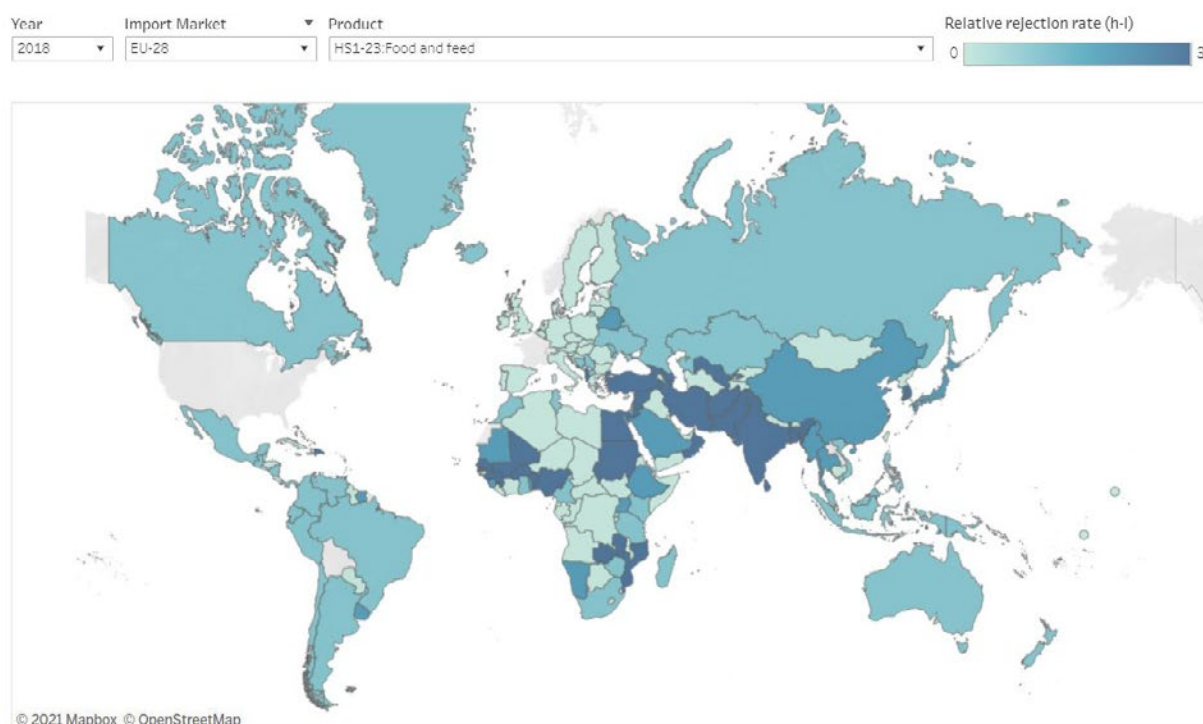 Year
Import Market
Product
Relative rejection rate (h-l)
2018
EU-28
HS1-23:Food and feed
0
3
© 2021 Mapbox © OpenStreetMap